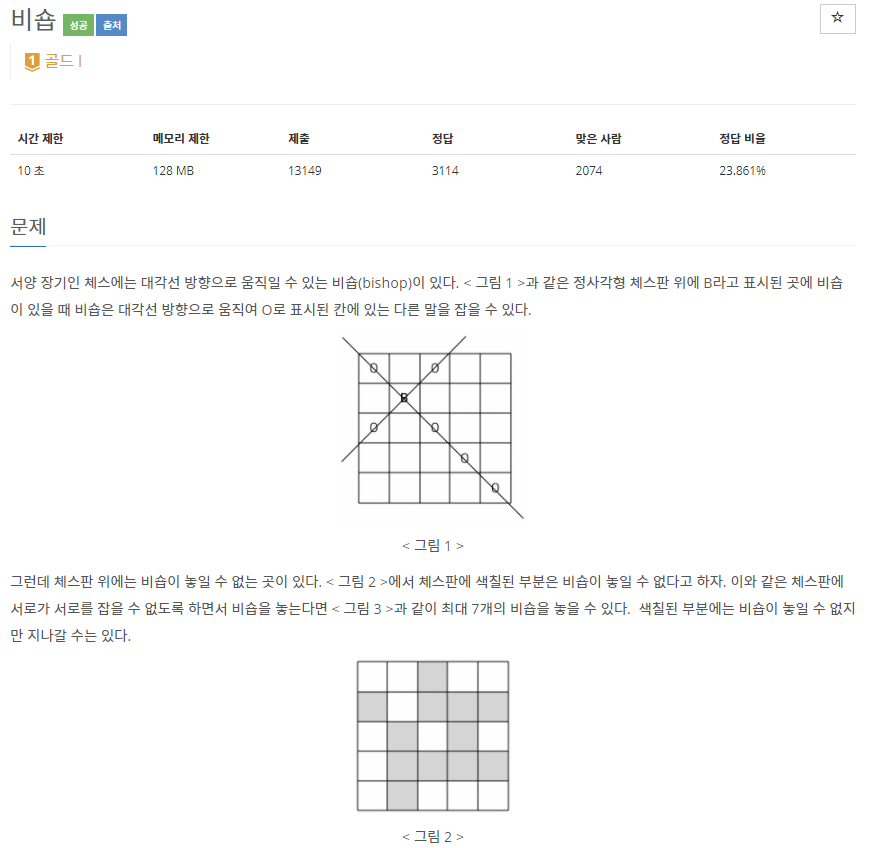 비숍 성공 출처
☆
1 골드 I
시간 제한 메모리 제한 제출 정답 맞은 사람 정답 비율
10 초 128 MB 13149 3114 2074 23.861%
문제
서양 장기인 체스에는 대각선 방향으로 움직일 수 있는 비숍(bishop)이 있다. < 그림 1 >과 같은 정사각형 체스판 위에 B라고 표시된 곳에 비숍
이 있을 때 비숍은 대각선 방향으로 움직여 O로 표시된 칸에 있는 다른 말을 잡을 수 있다.
O O
B
O O
O
O
< 그림 1 >
그런데 체스판 위에는 비숍이 놓일 수 없는 곳이 있다. < 그림 2 >에서 체스판에 색칠된 부분은 비숍이 놓일 수 없다고 하자. 이와 같은 체스판에
서로가 서로를 잡을 수 없도록 하면서 비숍을 놓는다면 < 그림 3 >과 같이 최대 7개의 비숍을 놓을 수 있다. 색칠된 부분에는 비숍이 놓일 수 없지
만 지나갈 수는 있다.
< 그림 2 >